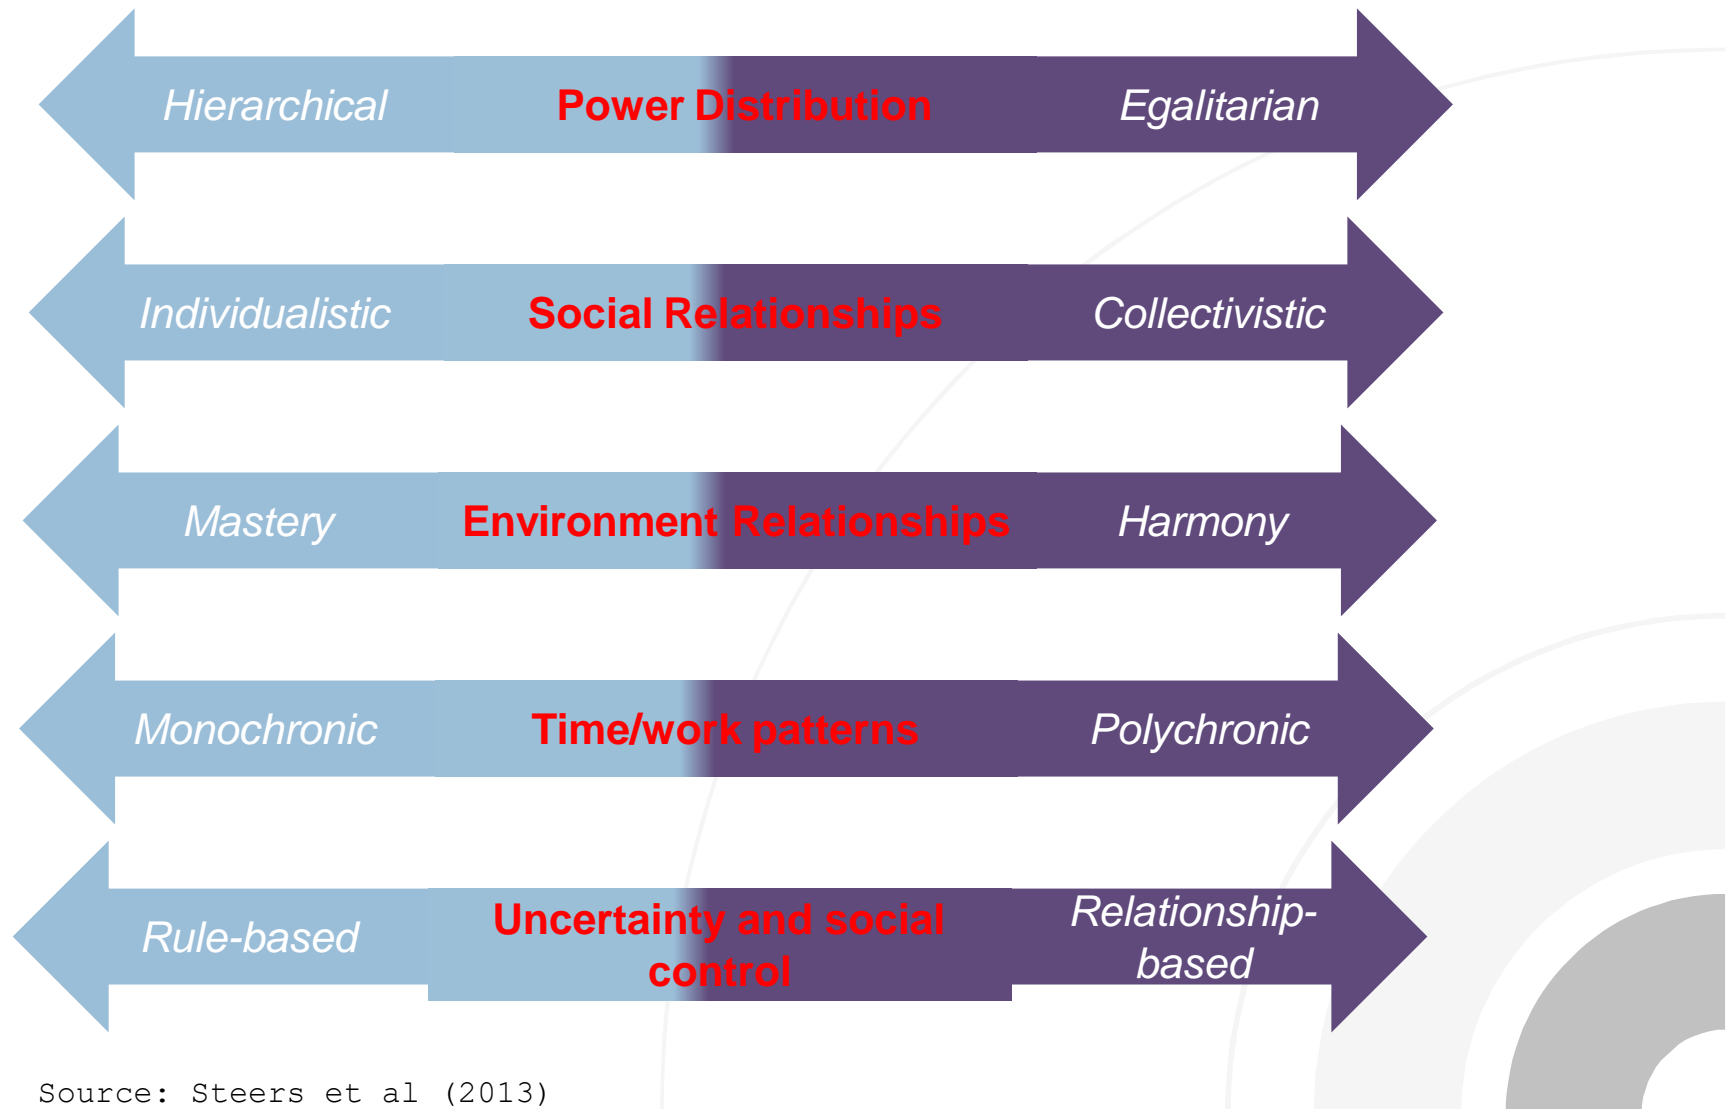 Hierarchical Power Distribution Egalitarian
Individualistic Social Relationships Collectivistic
Mastery Environment Relationships Harmony
Monochronic Time/work patterns Polychronic
Rule-based
Uncertainty and social
control
Relationship-
based
Source: Steers et al (2013)